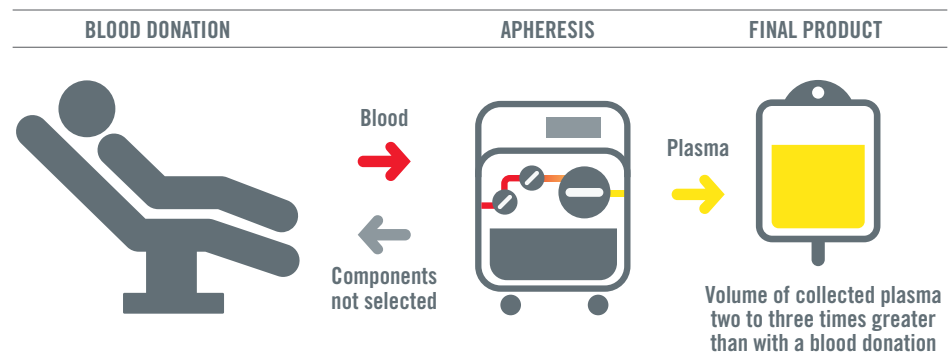 BLOOD DONATION
APHERESIS
FINAL PRODUCT
Blood
Components
not selected
Plasma
Volume of collected plasma
two to three times greater
than with a blood donation